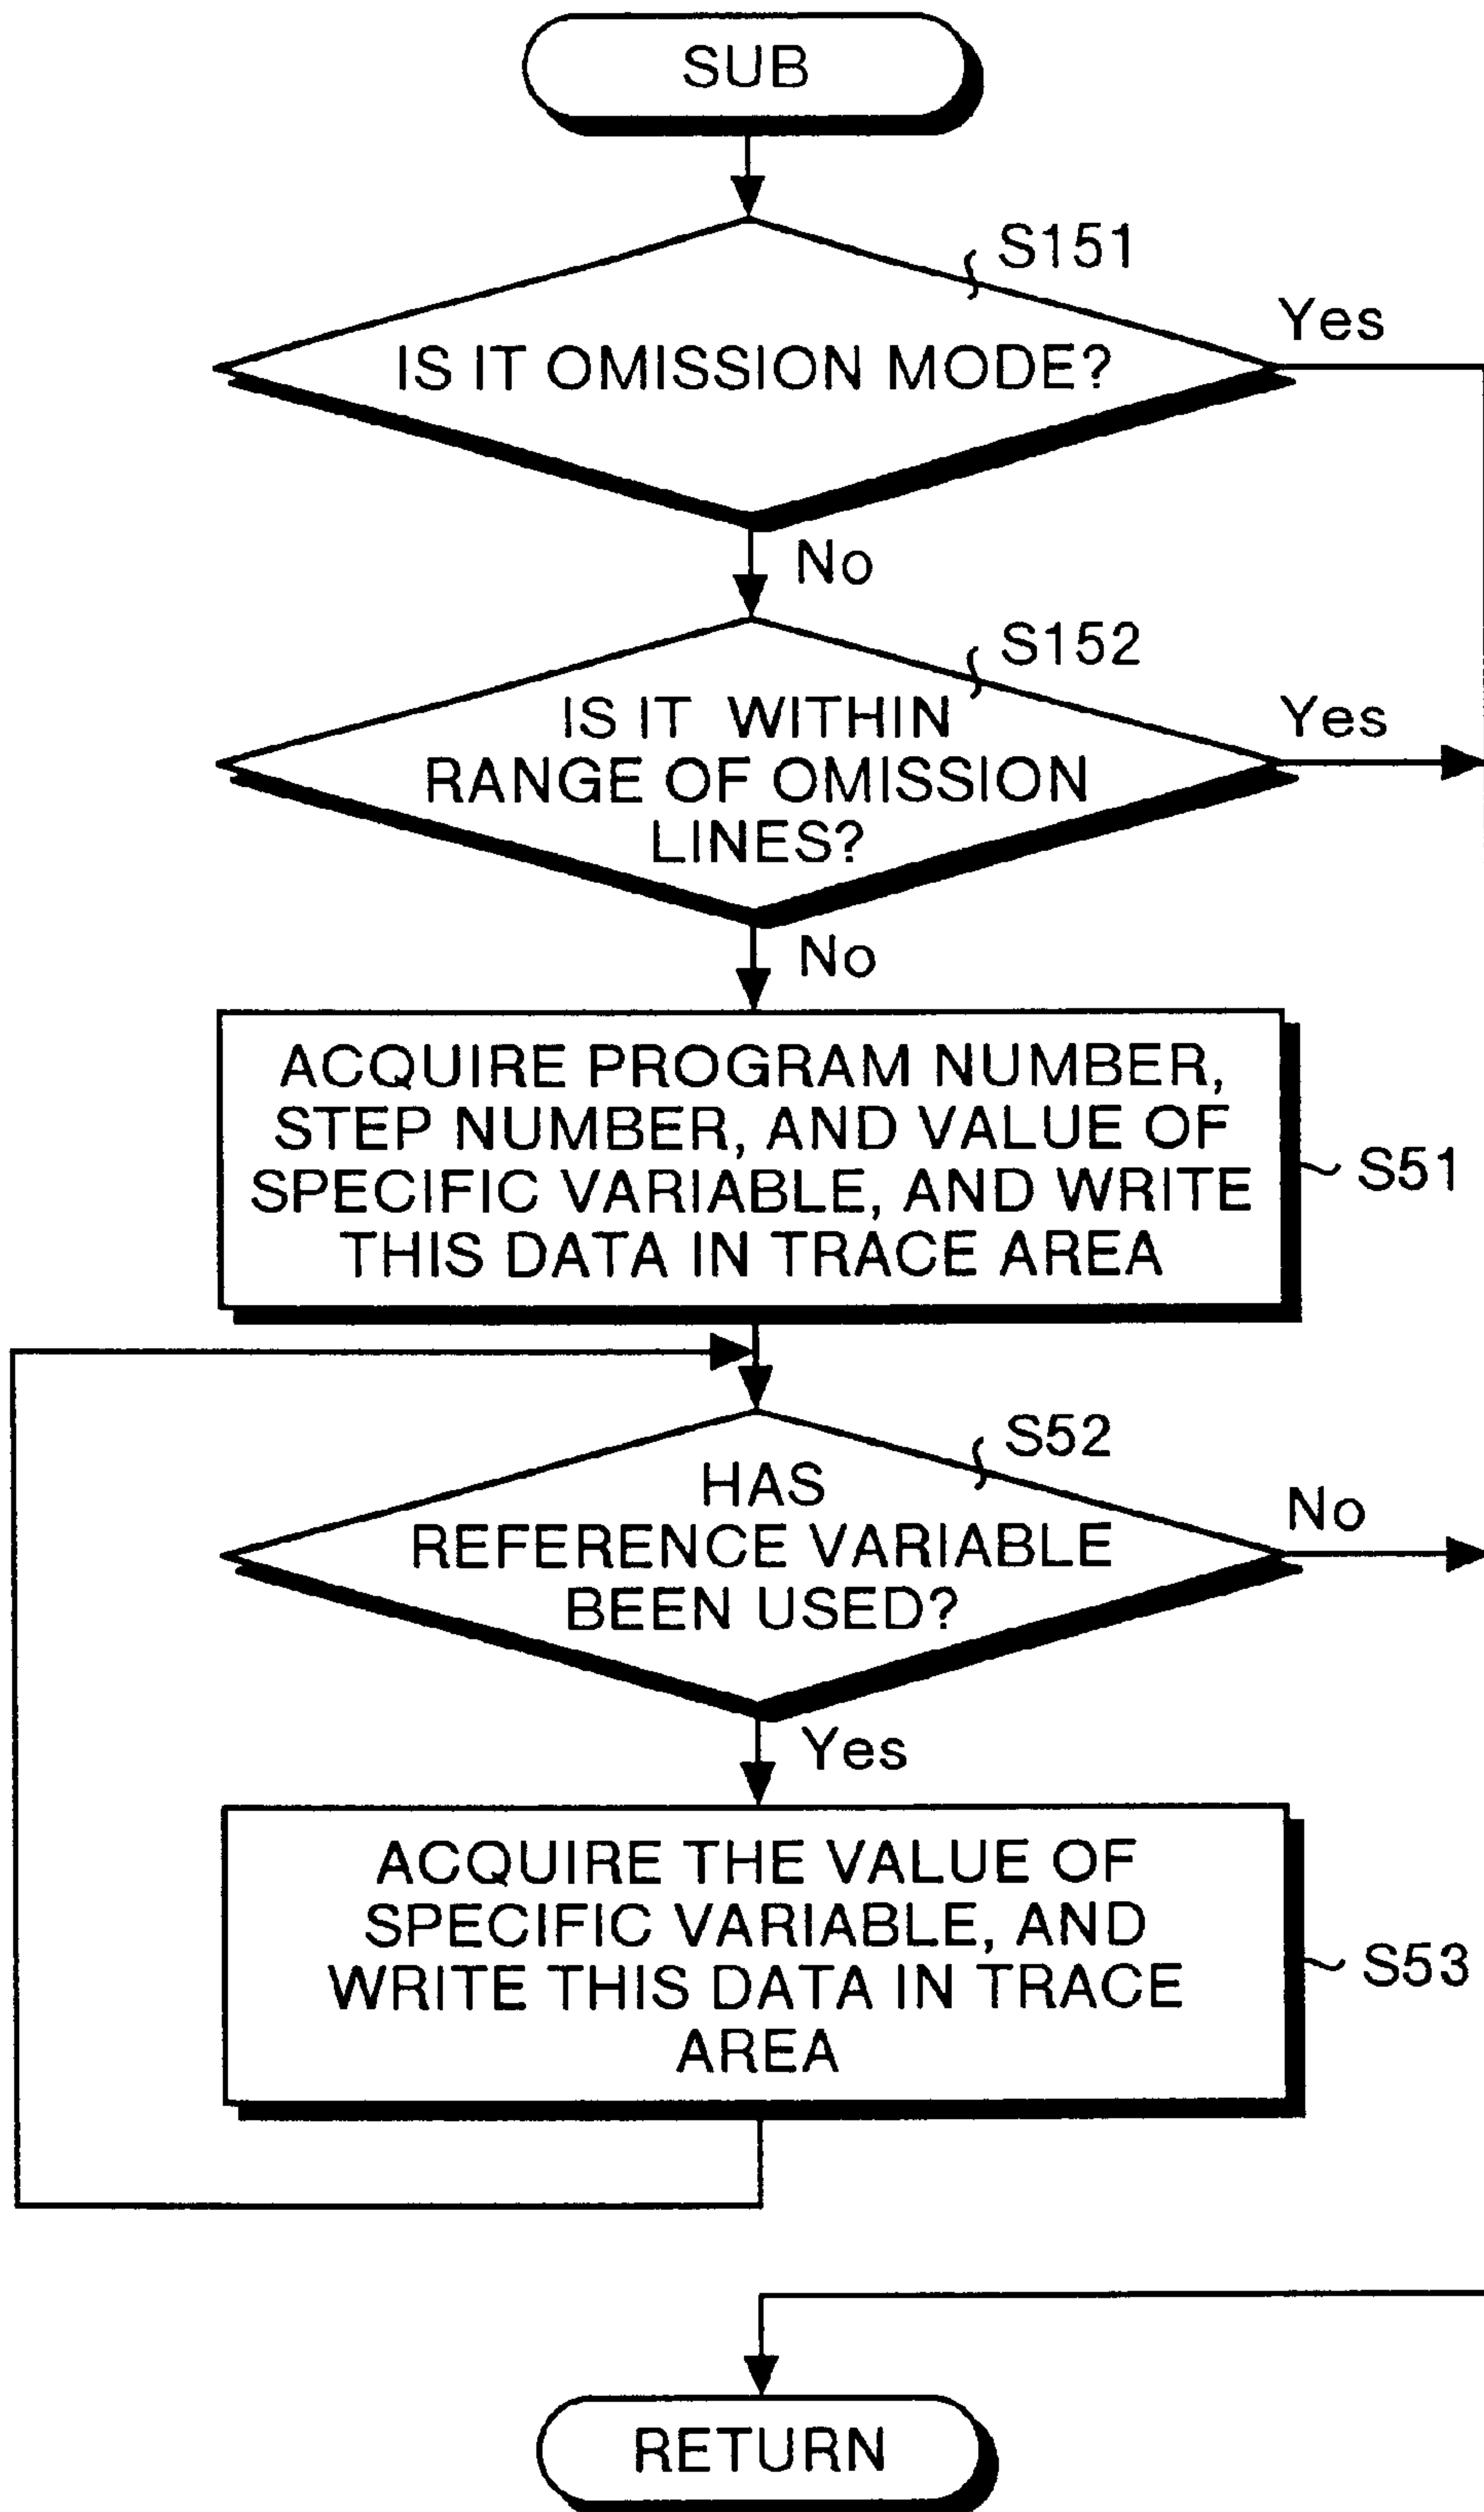 SUB
S151
Yes
IS IT OMISSION MODE?
No
S152
IS IT WITHIN
Yes
RANGE OF OMISSION
LINES?
No
ACQUIRE PROGRAM NUMBER,
STEP NUMBER, AND VALUE OF
SPECIFIC VARIABLE, AND WRITE
THIS DATA IN TRACE AREA
S51
S52
HAS
No
REFERENCE VARIABLE
BEEN USED?
Yes
ACQUIRE THE VALUE OF
SPECIFIC VARIABLE, AND
WRITE THIS DATA IN TRACE
AREA
S53
RETURN